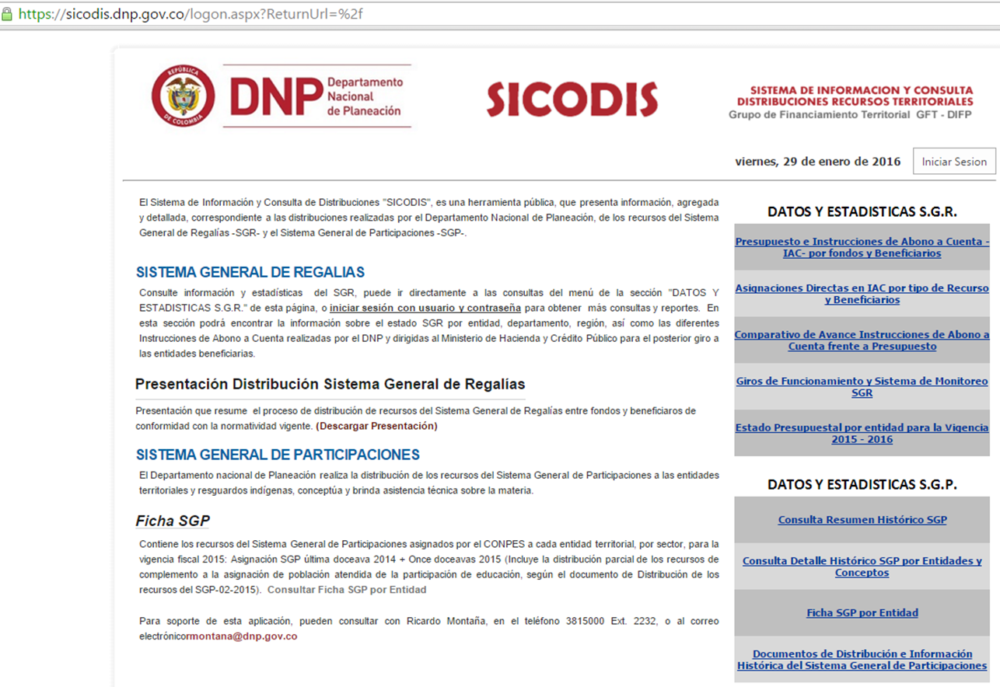 https://sicodis.dnp.gov.co/logon.aspx?ReturnUrl=%2f
REPÚBLICA
DE COLOMBIA
DNP
Departamento
Nacional
de Planeación
SICODIS
SISTEMA DE INFORMACION Y CONSULTA
DISTRIBUCIONES RECURSOS TERRITORIALES
Grupo de Financiamiento Territorial GFT - DIFP
viernes, 29 de enero de 2016
Iniciar Sesion
El Sistema de Información y Consulta de Distribuciones "SICODIS", es una herramienta pública, que presenta información, agregada
y detallada, correspondiente a las distribuciones realizadas por el Departamento Nacional de Planeación, de los recursos del Sistema
General de Regalías -SGR- y el Sistema General de Participaciones -SGP-.
SISTEMA GENERAL DE REGALIAS
Consulte información y estadísticas del SGR, puede ir directamente a las consultas del menú de la sección "DATOS Y
ESTADISTICAS S.G.R." de esta página, o iniciar sesión con usuario y contraseña para obtener más consultas y reportes. En
esta sección podrá encontrar la información sobre el estado SGR por entidad, departamento, región, así como las diferentes
Instrucciones de Abono a Cuenta realizadas por el DNP y dirigidas al Ministerio de Hacienda y Crédito Público para el posterior giro a
las entidades beneficiarias.
Presentación Distribución Sistema General de Regalías
Presentación que resume el proceso de distribución de recursos del Sistema General de Regalías entre fondos y beneficiaros de
conformidad con la normatividad vigente. (Descargar Presentación)
SISTEMA GENERAL DE PARTICIPACIONES
El Departamento nacional de Planeación realiza la distribución de los recursos del Sistema General de Participaciones a las entidades
territoriales y resguardos indígenas, conceptúa y brinda asistencia técnica sobre la materia.
Ficha SGP
Contiene los recursos del Sistema General de Participaciones asignados por el CONPES a cada entidad territorial, por sector, para la
vigencia fiscal 2015: Asignación SGP última doceava 2014 + Once doceavas 2015 (Incluye la distribución parcial de los recursos de
complemento a la asignación de población atendida de la participación de educación, según el documento de Distribución de los
recursos del SGP-02-2015). Consultar Ficha SGP por Entidad
Para soporte de esta aplicación, pueden consultar con Ricardo Montaña, en el teléfono 3815000 Ext. 2232, o al correo
electrónicormontana@dnp.gov.co
DATOS Y ESTADISTICAS S.G.R.
Presupuesto e Instrucciones de Abono a Cuenta -
IAC- por fondos y Beneficiarios
Asignaciones Directas en IAC por tipo de Recurso
y Beneficiarios
Comparativo de Avance Instrucciones de Abono a
Cuenta frente a Presupuesto
Giros de Funcionamiento y Sistema de Monitoreo
SGR
Estado Presupuestal por entidad para la Vigencia
2015 - 2016
DATOS Y ESTADISTICAS S.G.P.
Consulta Resumen Histórico SGP
Consulta Detalle Histórico SGP por Entidades y
Conceptos
Ficha SGP por Entidad
Documentos de Distribución e Información
Histórica del Sistema General de Participaciones